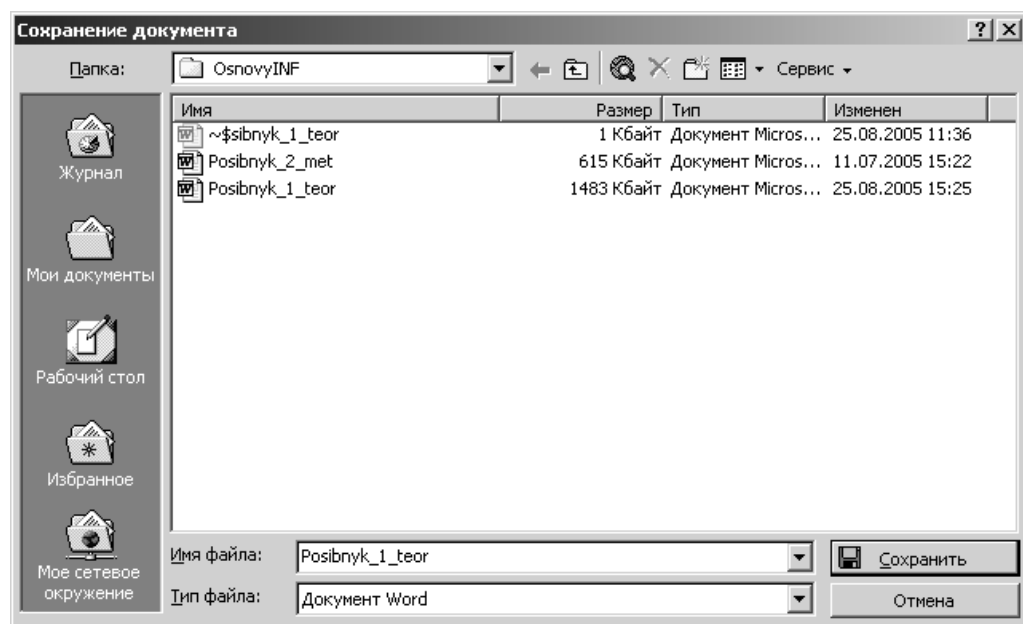 Сохранение документа
Папка: OsnovyINF Сервис
Имя Размер Тип Изменен
~$sibnyk_1_teor 1 Кбайт Документ Micros... 25.08.2005 11:36
Posibnyk_2_met 615 Кбайт Документ Micros... 11.07.2005 15:22
Posibnyk_1_teor 1483 Кбайт Документ Micros... 25.08.2005 15:25
Журнал
Мои документы
Рабочий стол
Избранное
Мое сетевое
окружение
Имя файла: Posibnyk_1_teor Сохранить
Тип файла: Документ Word Отмена